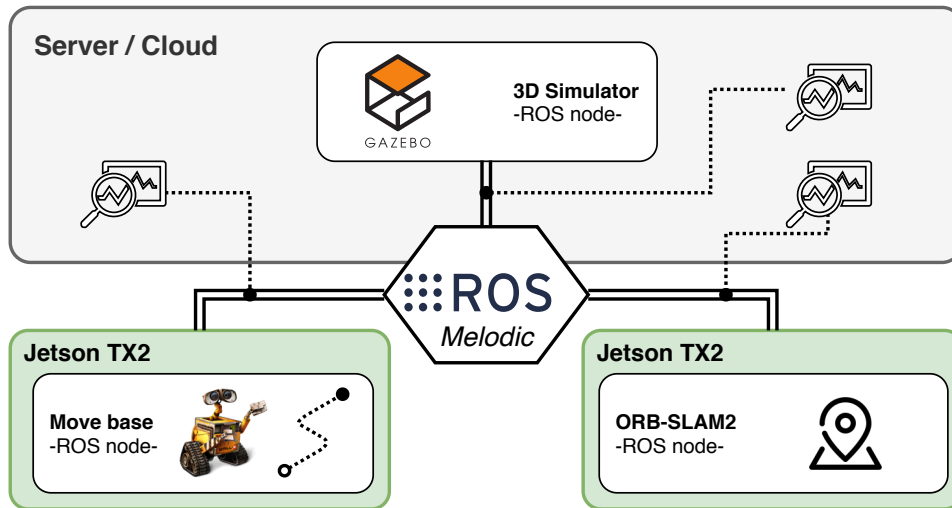 Server / Cloud
3D Simulator
-ROS node-
GAZEBO
ROS
Melodic
Jetson TX2
Move base
-ROS node-
Jetson TX2
ORB-SLAM2
-ROS node-